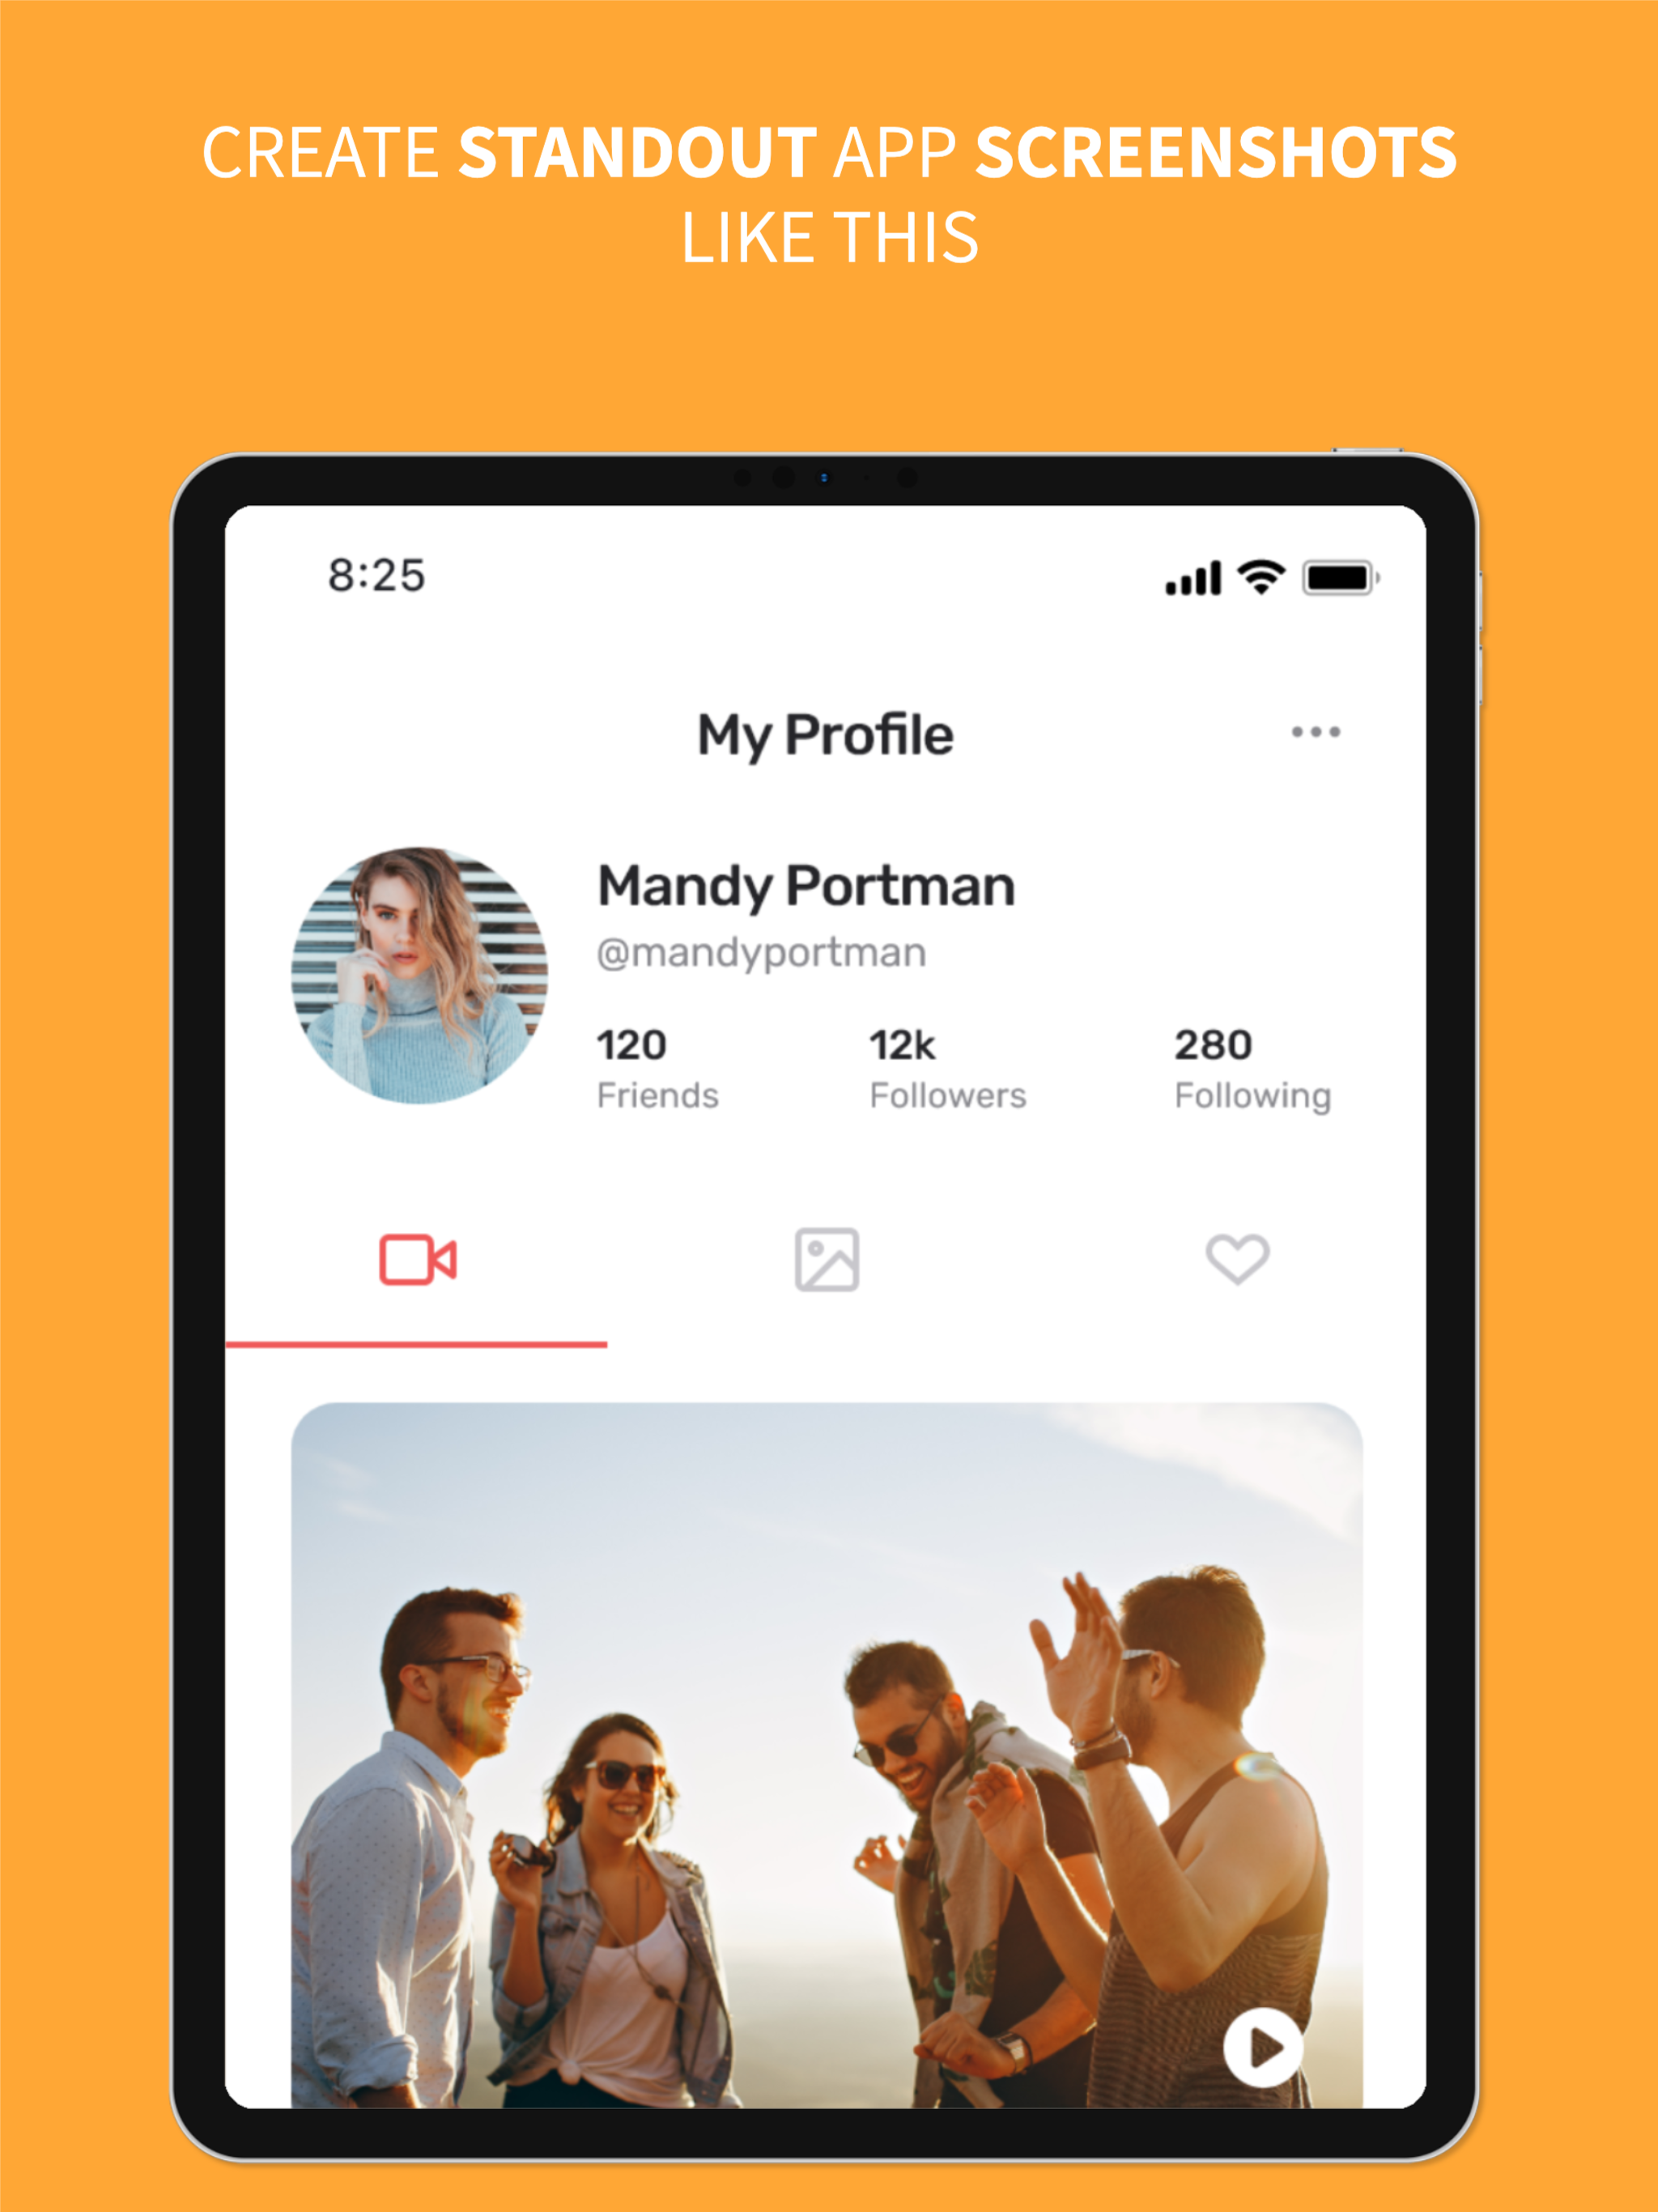 CREATE STANDOUT APP SCREENSHOTS
LIKE THIS
8:25
My Profile
Mandy Portman
@mandyportman
120 12k 280
Friends Followers Following